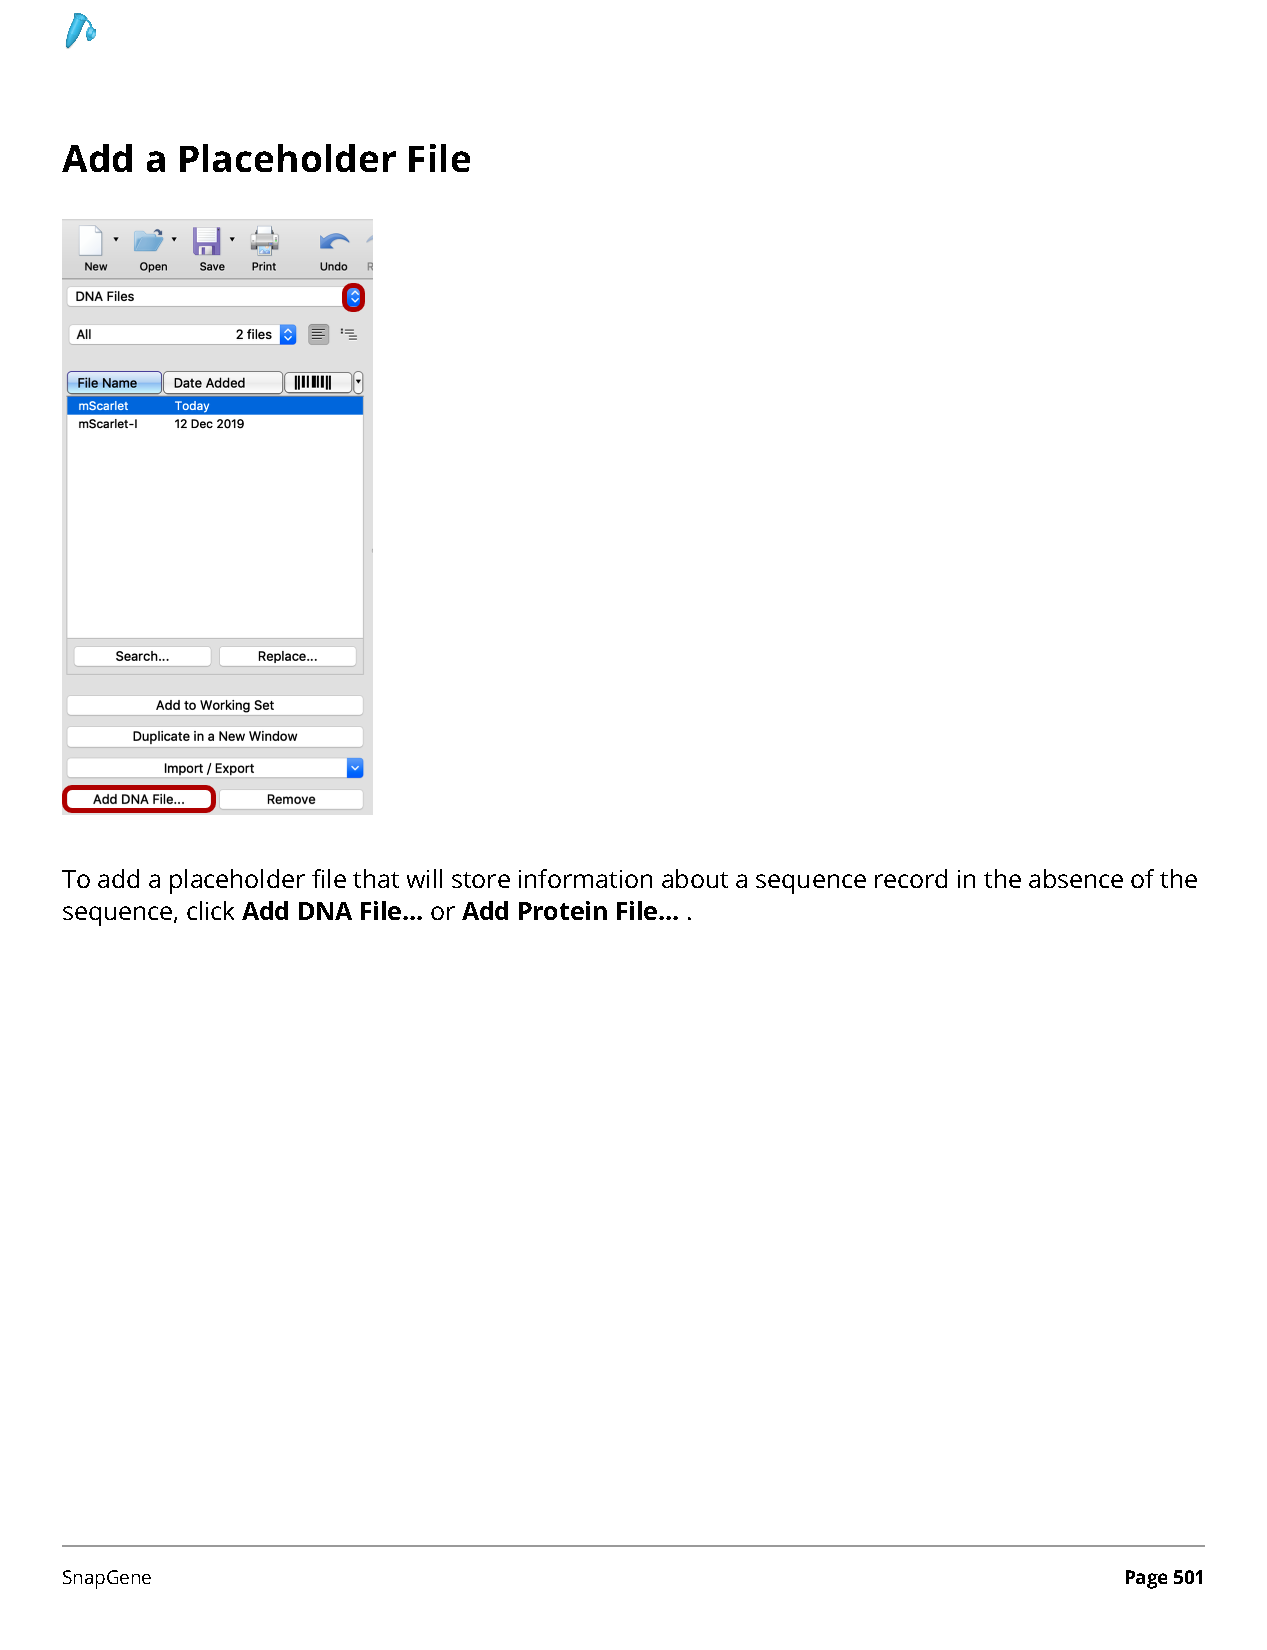 Add a Placeholder File
New Open Save Print Undo R
DNA Files
All 2 files
File Name Date Added
mScarlet Today
mScarlet-I 12 Dec 2019
Search... Replace...
Add to Working Set
Duplicate in a New Window
Import / Export
Add DNA File... Remove
To add a placeholder file that will store information about a sequence record in the absence of the
sequence, click Add DNA File... or Add Protein File... .
SnapGene Page 501